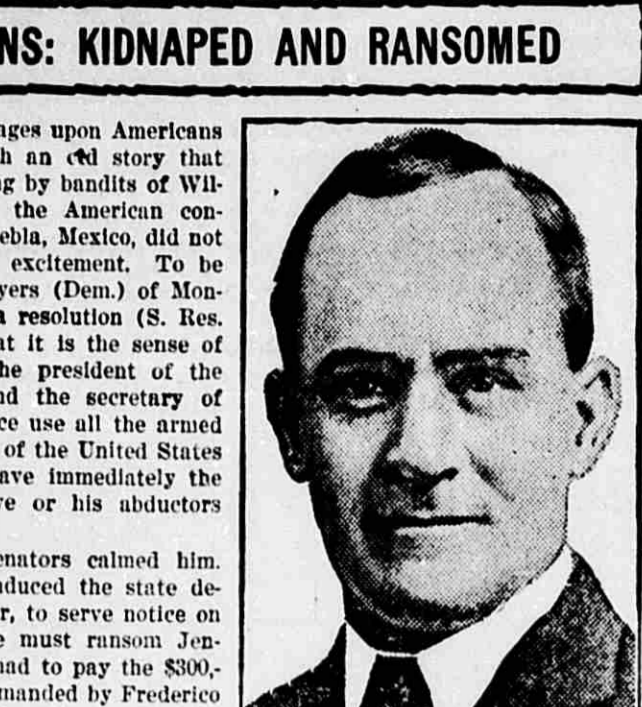 NS: KIDNAPED AND RANSOMED
nges upon Americans
h an old story that
g by bandits of Wil-
the American con-
ebla, Mexico, did not
excitement. To be
yers (Dem.) of Mon-
a resolution (S. Res.
at it is the sense of
he president of the
nd the secretary of
ce use all the armed
of the United States
ave immediately the
e or his abductors
enators calmed him.
nduced the state de-
r, to serve notice on
e must ransom Jen-
had to pay the $300,-
manded by Frederico